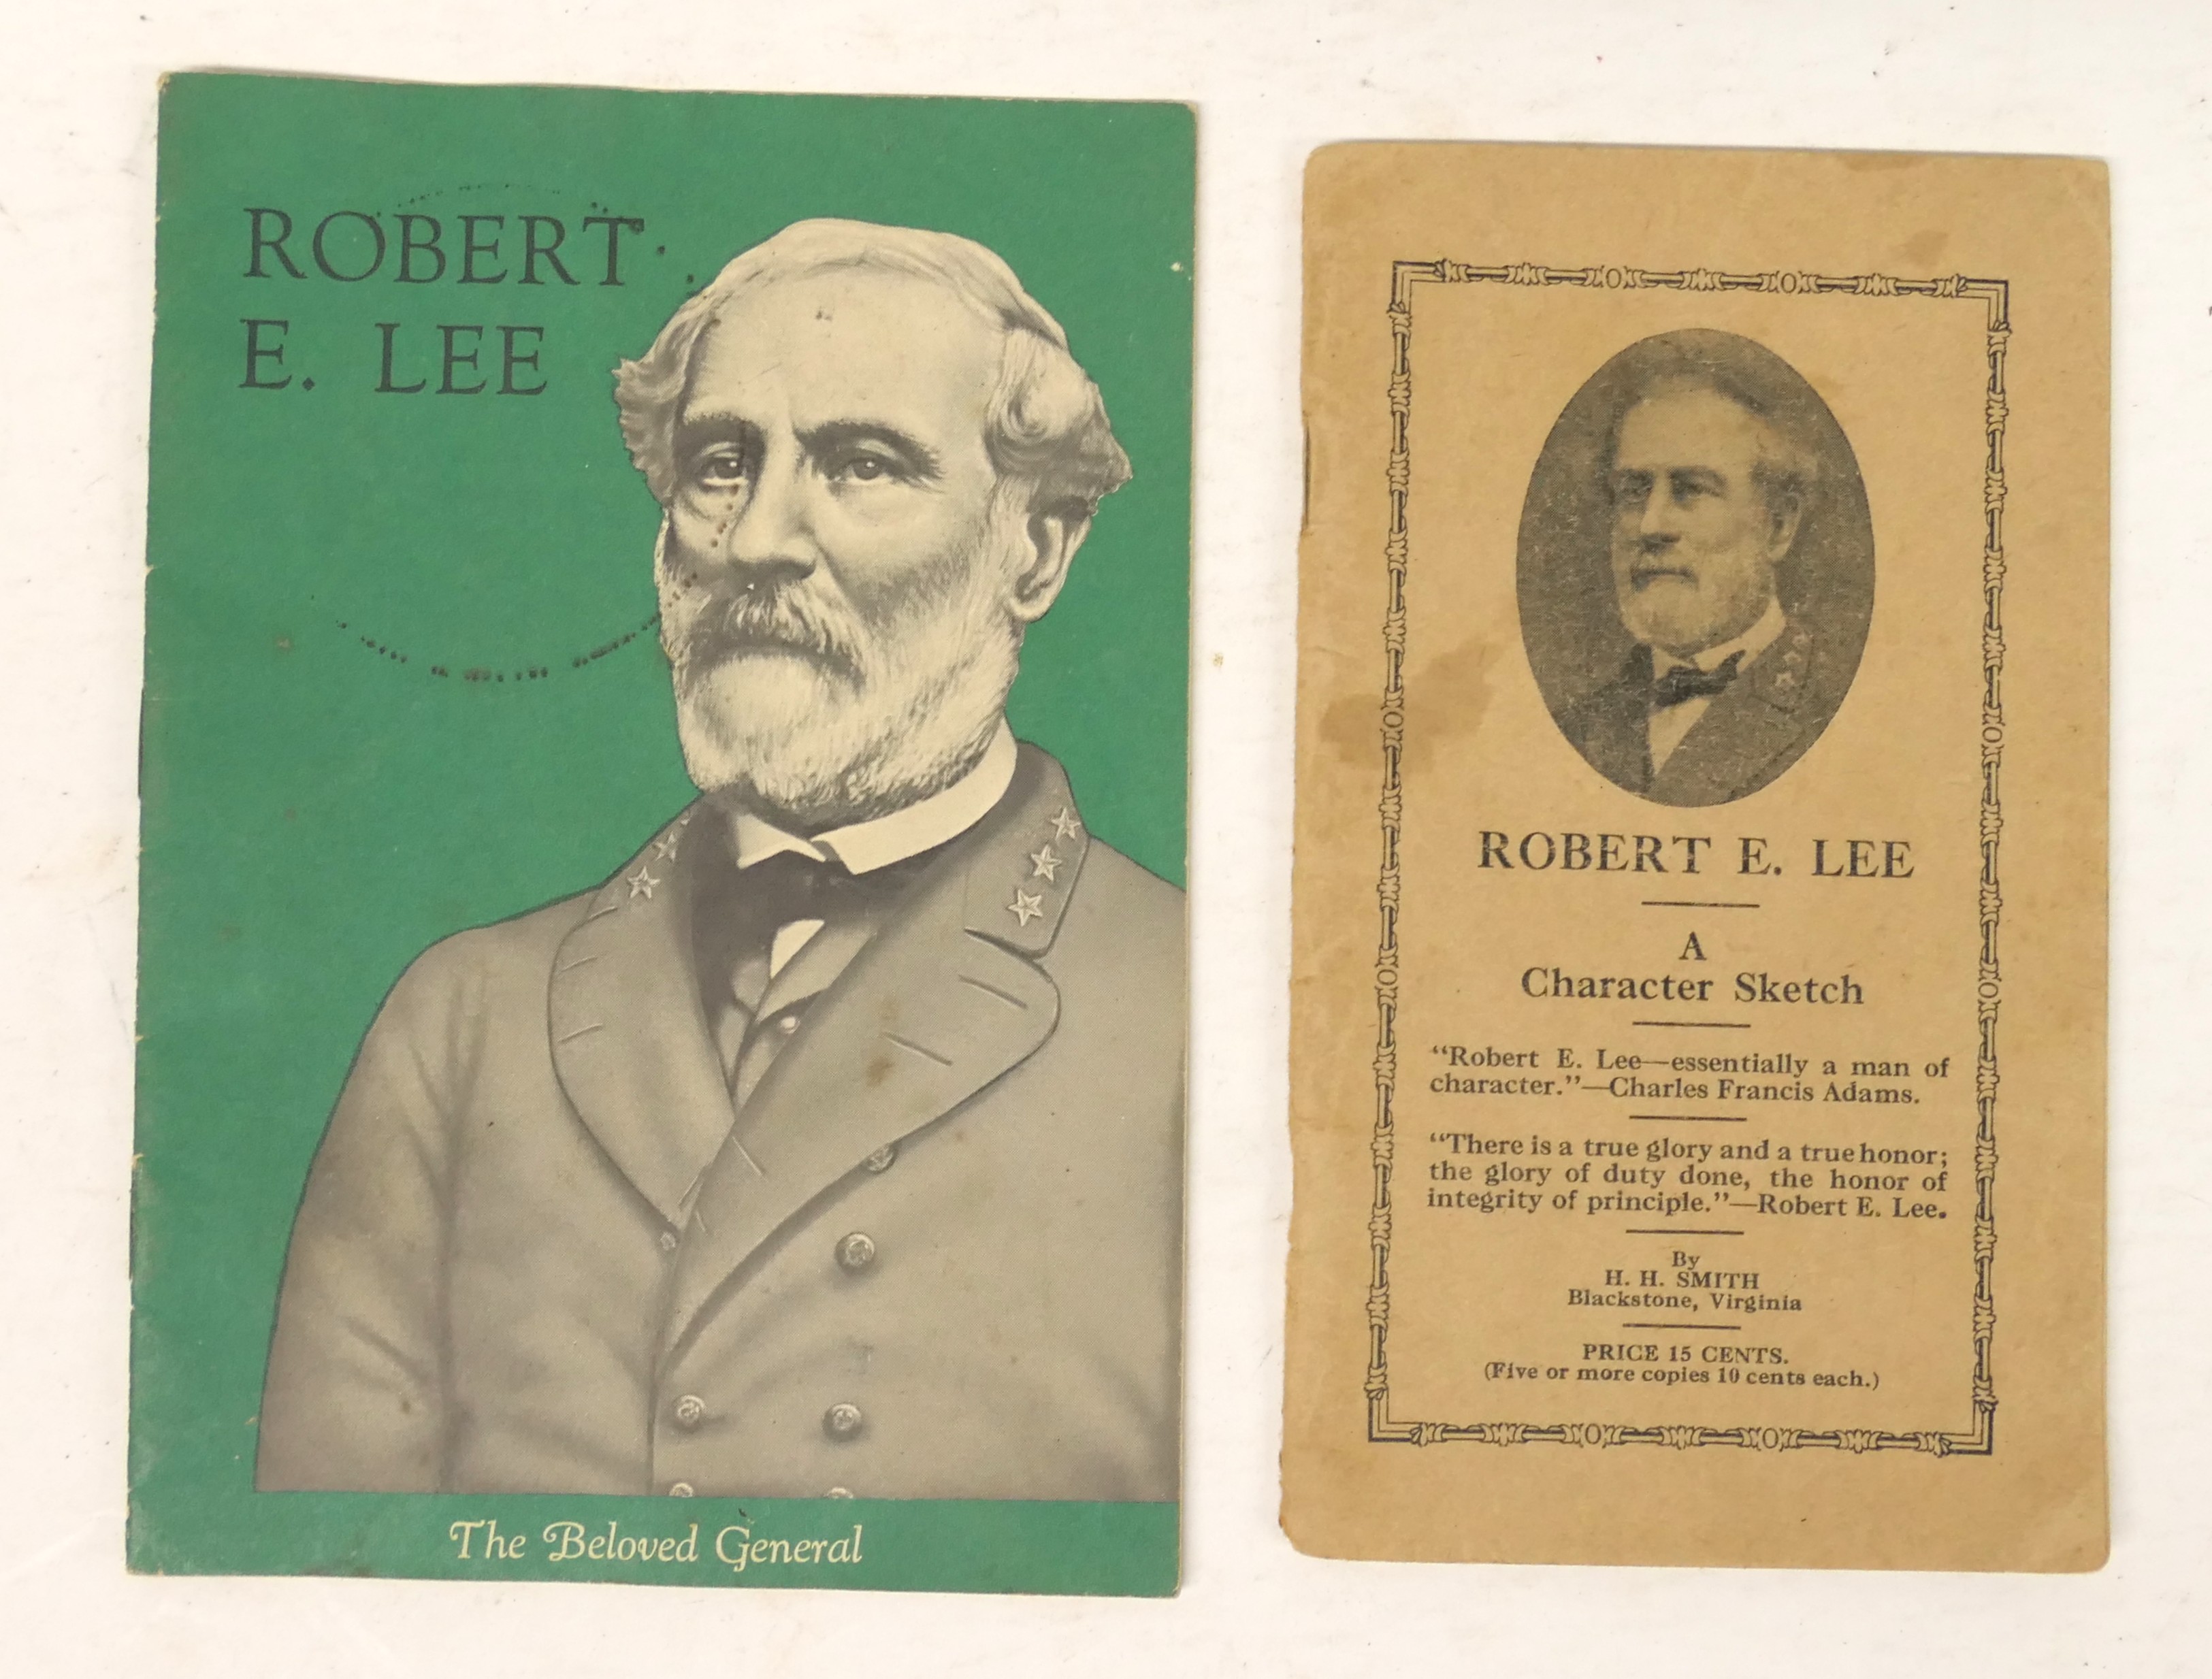 ROBERT
E. LEE
The Beloved General
ROBERT E. LEE
A
Character Sketch
"Robert E. Lee—essentially a man of
character."—Charles Francis Adams.
"There is a true glory and a true honor;
the glory of duty done, the honor of
integrity of principle."—Robert E. Lee.
By
H. H. SMITH
Blackstone, Virginia
PRICE 15 CENTS.
(Five or more copies 10 cents each.)